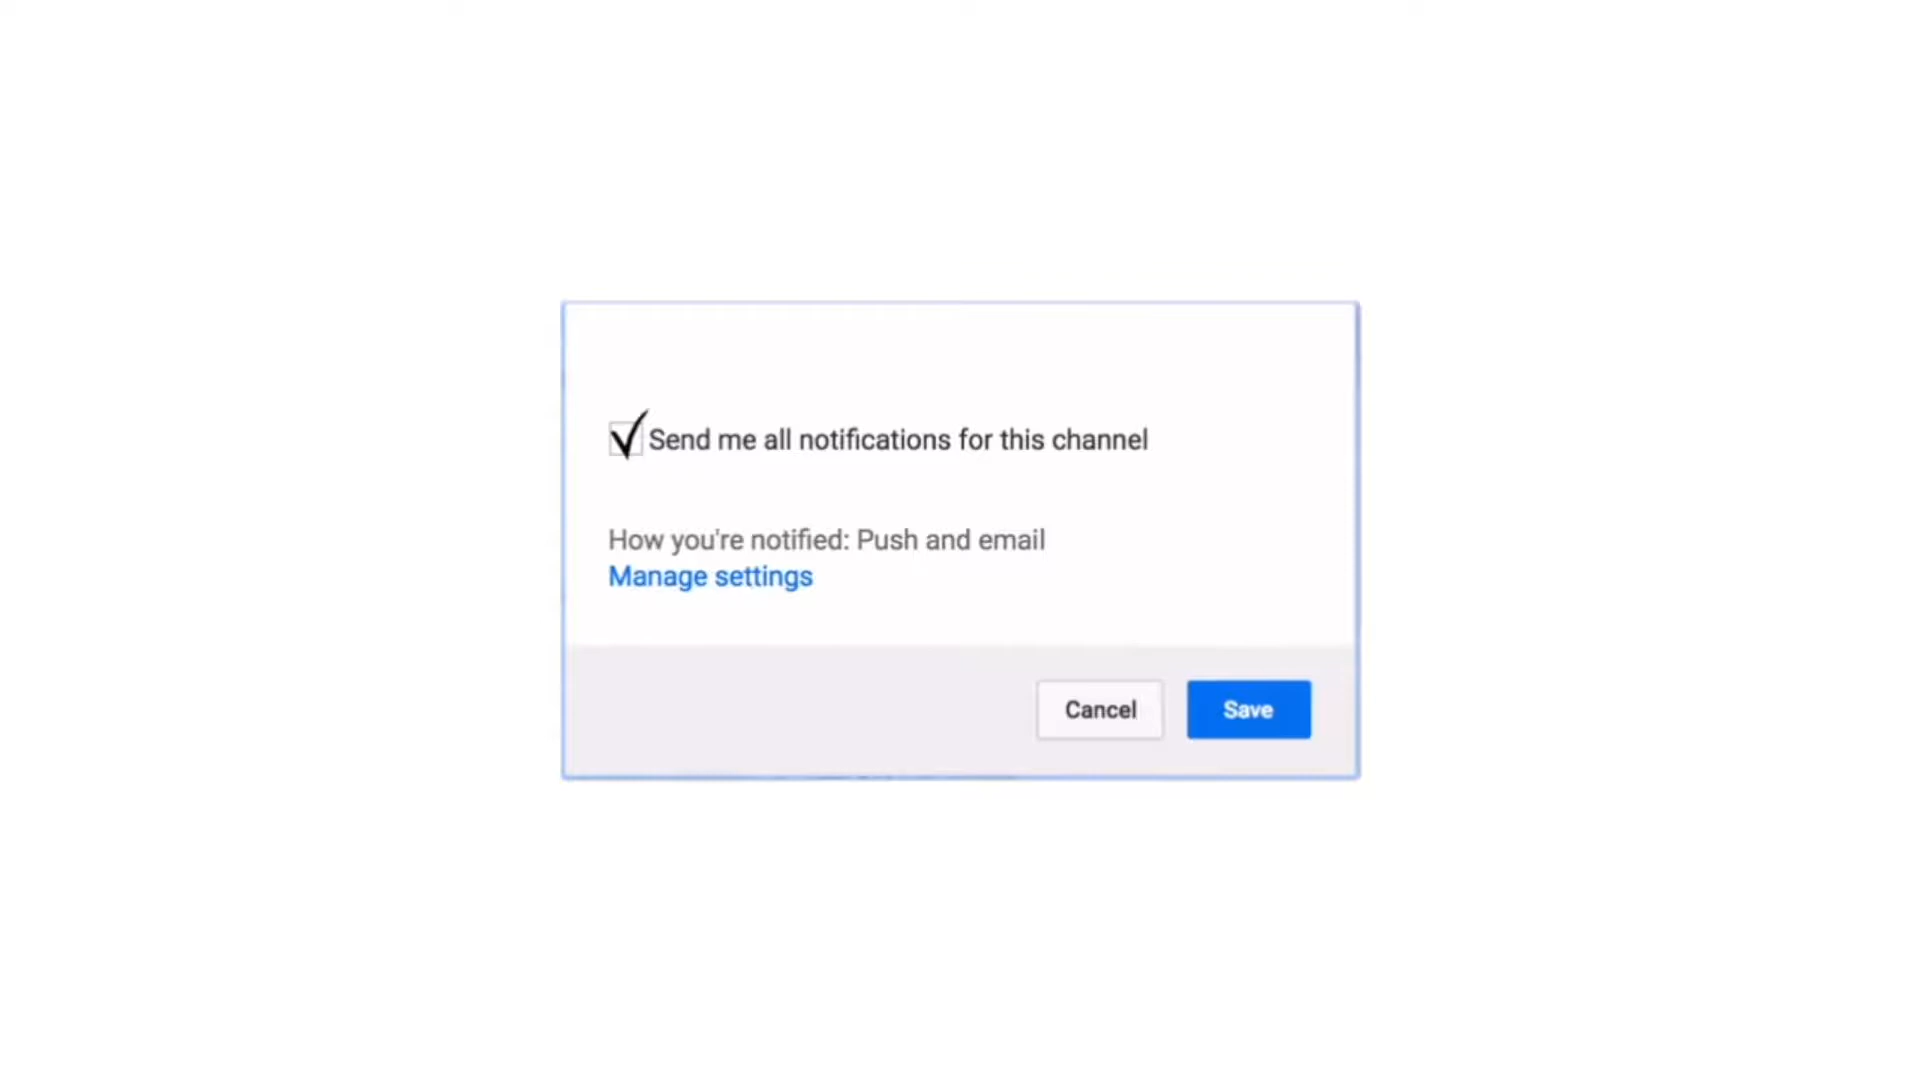 Send me all notifications for this channel
How you're notified: Push and email
Manage settings
Cancel
Save